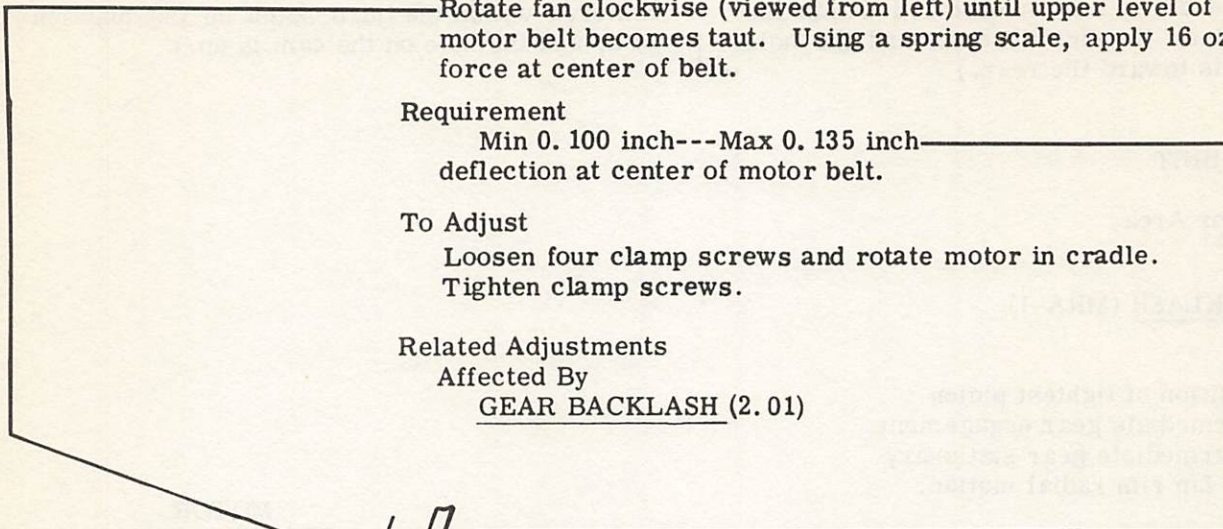 Rotate fan clockwise (viewed from left) until upper level of
motor belt becomes taut. Using a spring scale, apply 16 oz
force at center of belt.
Requirement
Min 0.100 inch---Max 0.135 inch
deflection at center of motor belt.
To Adjust
Loosen four clamp screws and rotate motor in cradle.
Tighten clamp screws.
Related Adjustments
Affected By
GEAR BACKLASH (2.01)